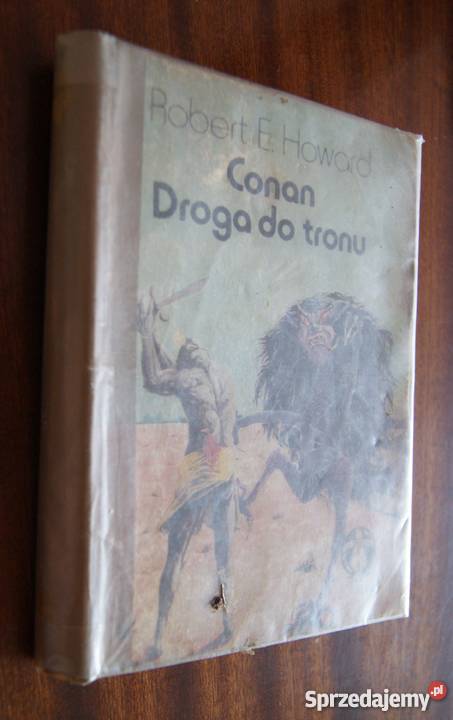 Robert E. Howard
Conan
Droga do tronu
Sprzedajemy.pl